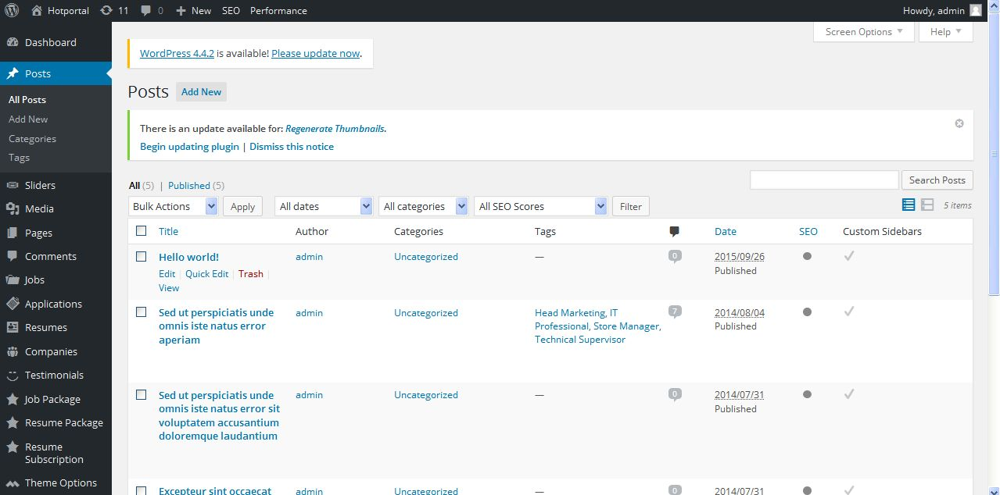 Hotportal 11 0 New SEO Performance Howdy, admin
Screen Options Help
Dashboard
Posts
All Posts
Add New
Categories
Tags
Sliders
Media
Pages
Comments
Jobs
Applications
Resumes
Companies
Testimonials
Job Package
Resume Package
Resume
Subscription
Theme Options
WordPress 4.4.2 is available! Please update now.
Posts Add New
There is an update available for: Regenerate Thumbnails.
Begin updating plugin | Dismiss this notice
All (5) | Published (5)
Search Posts
Bulk Actions Apply All dates All categories All SEO Scores Filter 5 items
Title Author Categories Tags Date SEO Custom Sidebars
Hello world! admin Uncategorized — 0 2015/09/26
Published
Edit | Quick Edit | Trash |
View
Sed ut perspiciatis unde admin Uncategorized Head Marketing, IT 7 2014/08/04
omnis iste natus error Professional, Store Manager, Published
aperiam Technical Supervisor
Sed ut perspiciatis unde admin Uncategorized — 0 2014/07/31
omnis iste natus error sit Published
voluptatem accusantium
doloremque laudantium
Excepteur sint occaecat admin Uncategorized — 0 2014/07/31